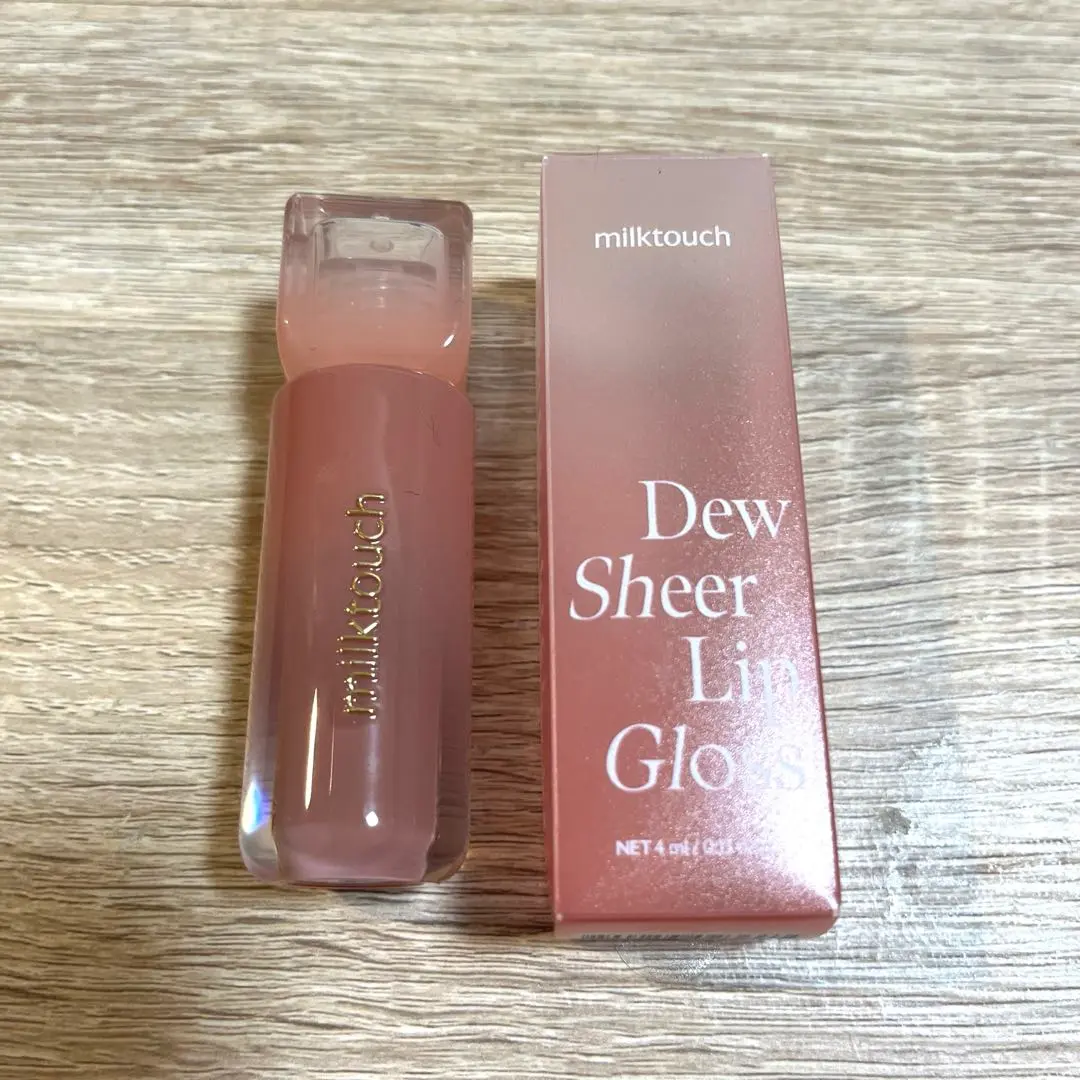 milktouch
milktouch
Dew
Sheer
Lip
Gloss
NET 4 ml /